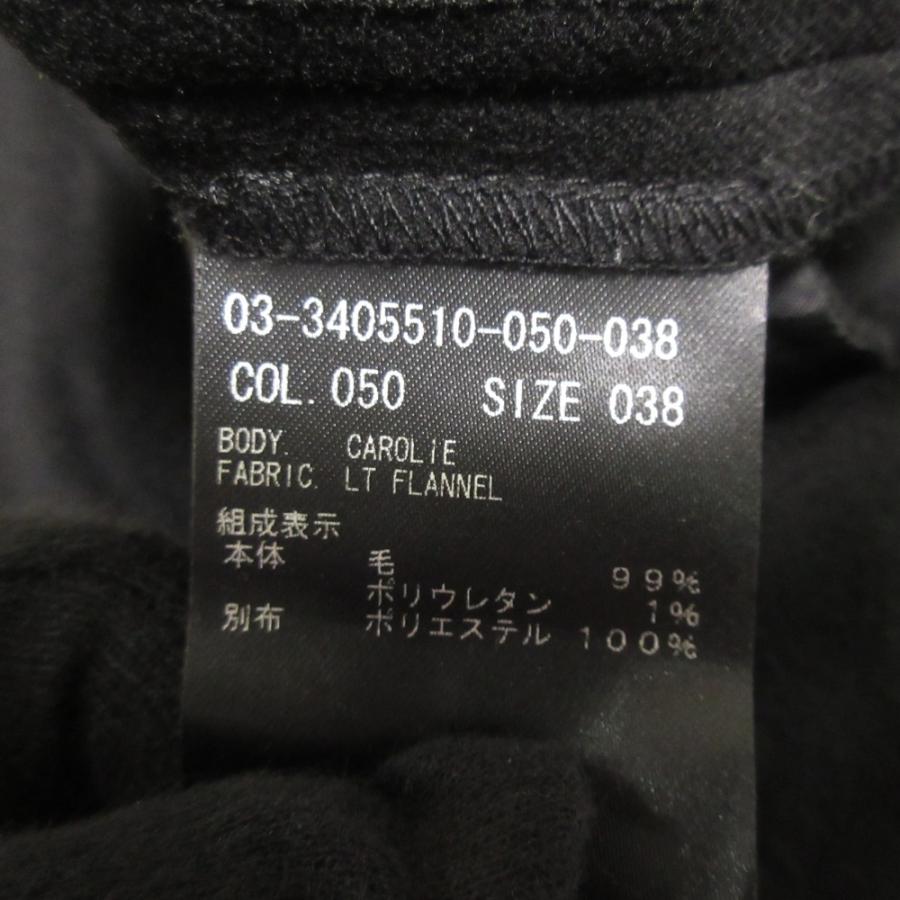 03-3405510-050-038
COL. 050 SIZE 038
BODY. CAROLIE
FABRIC. LT FLANNEL
組成表示
本体 毛 99%
ポリウレタン 1%
別布 ポリエステル 100%